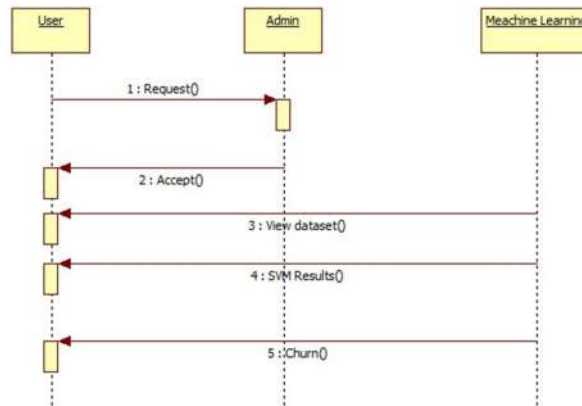 User
Admin
Meachine Learning
1 : Request()
2 : Accept()
3 : View dataset()
4 : SVM Results()
5 : Churn()